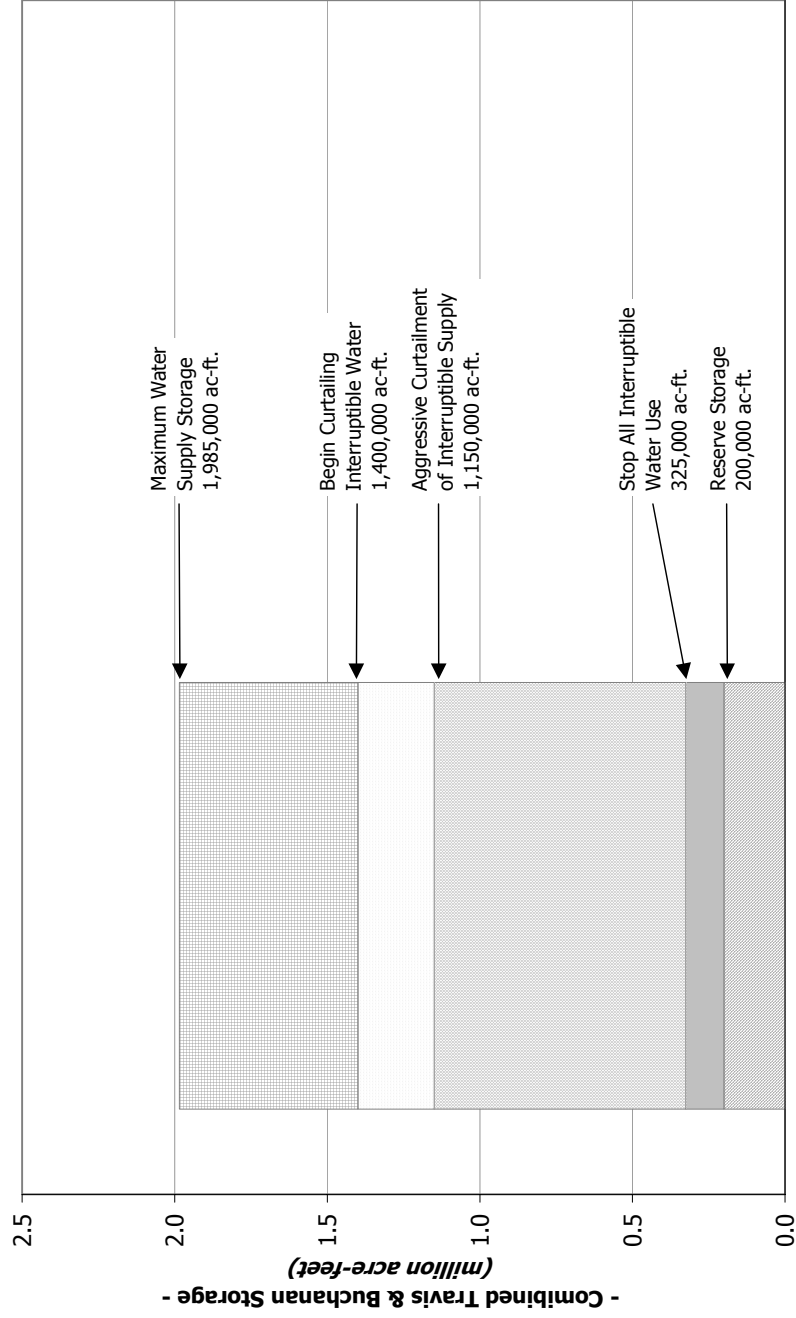 - Combined Travis & Buchanan Storage -
(million acre-feet)
2.5
2.0
1.5
1.0
0.5
0.0
Maximum Water
Supply Storage
1,985,000 ac-ft.
Begin Curtailing
Interruptible Water
1,400,000 ac-ft.
Aggressive Curtailment
of Interruptible Supply
1,150,000 ac-ft.
Stop All Interruptible
Water Use
325,000 ac-ft.
Reserve Storage
200,000 ac-ft.